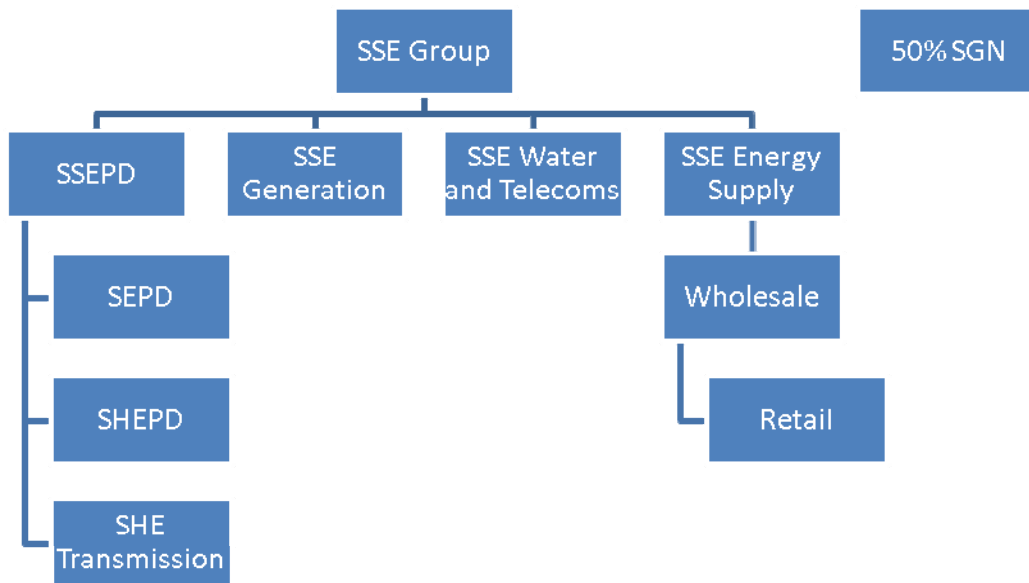 SSE Group
50% SGN
SSEPD
SSE
Generation
SSE Water
and Telecoms
SSE Energy
Supply
SEPD
Wholesale
SHEPD
Retail
SHE
Transmission